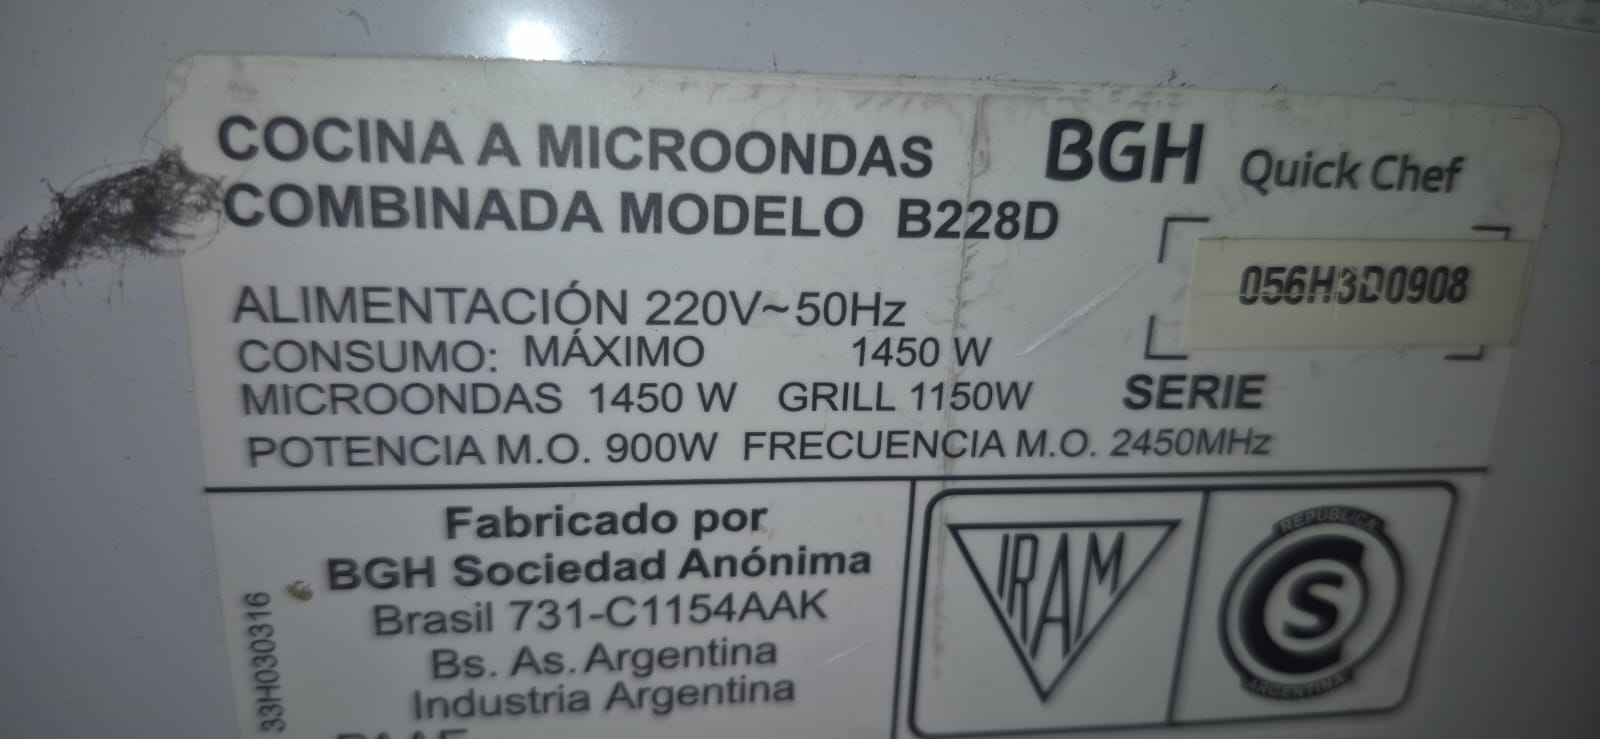 COCINA A MICROONDAS
COMBINADA MODELO B228D
BGH Quick Chef
056H3D0908
ALIMENTACIÓN 220V~50Hz
CONSUMO: MÁXIMO 1450 W
MICROONDAS 1450 W GRILL 1150W
SERIE
POTENCIA M.O. 900W FRECUENCIA M.O. 2450MHz
Fabricado por
BGH Sociedad Anónima
Brasil 731-C1154AAK
Bs. As. Argentina
Industria Argentina
33H030316
IRAM
REPUBLICA
S
ARGENTINA